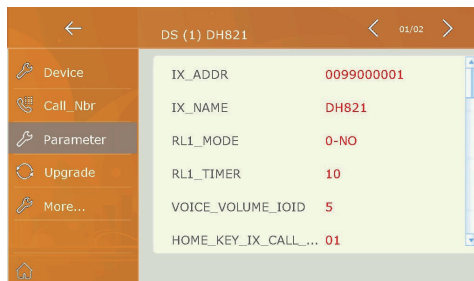 DS (1) DH821
01/02
Device
Call_Nbr
Parameter
Upgrade
More...
IX_ADDR 0099000001
IX_NAME DH821
RL1_MODE 0-NO
RL1_TIMER 10
VOICE_VOLUME_IOID 5
HOME_KEY_IX_CALL_... 01